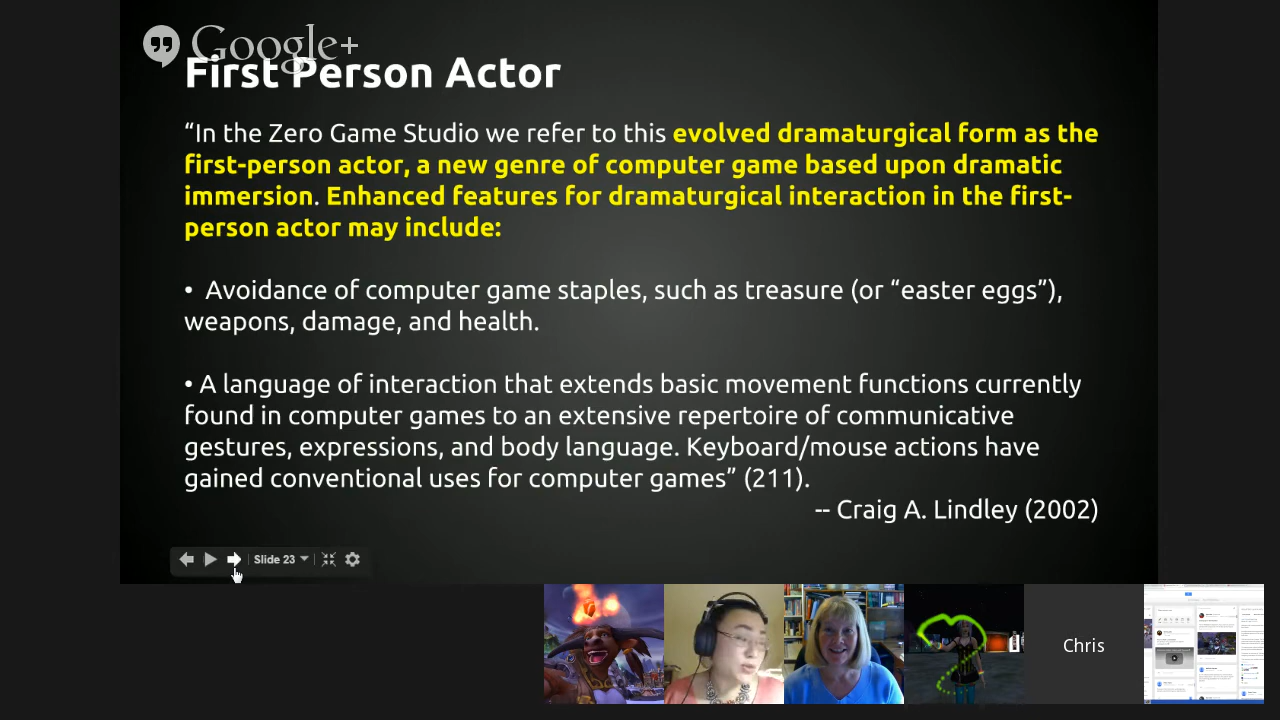 Google+
First Person Actor
“In the Zero Game Studio we refer to this evolved dramaturgical form as the
first-person actor, a new genre of computer game based upon dramatic
immersion. Enhanced features for dramaturgical interaction in the first-
person actor may include:
• Avoidance of computer game staples, such as treasure (or “easter eggs”),
weapons, damage, and health.
• A language of interaction that extends basic movement functions currently
found in computer games to an extensive repertoire of communicative
gestures, expressions, and body language. Keyboard/mouse actions have
gained conventional uses for computer games” (211).
-- Craig A. Lindley (2002)
Slide 23
Chris